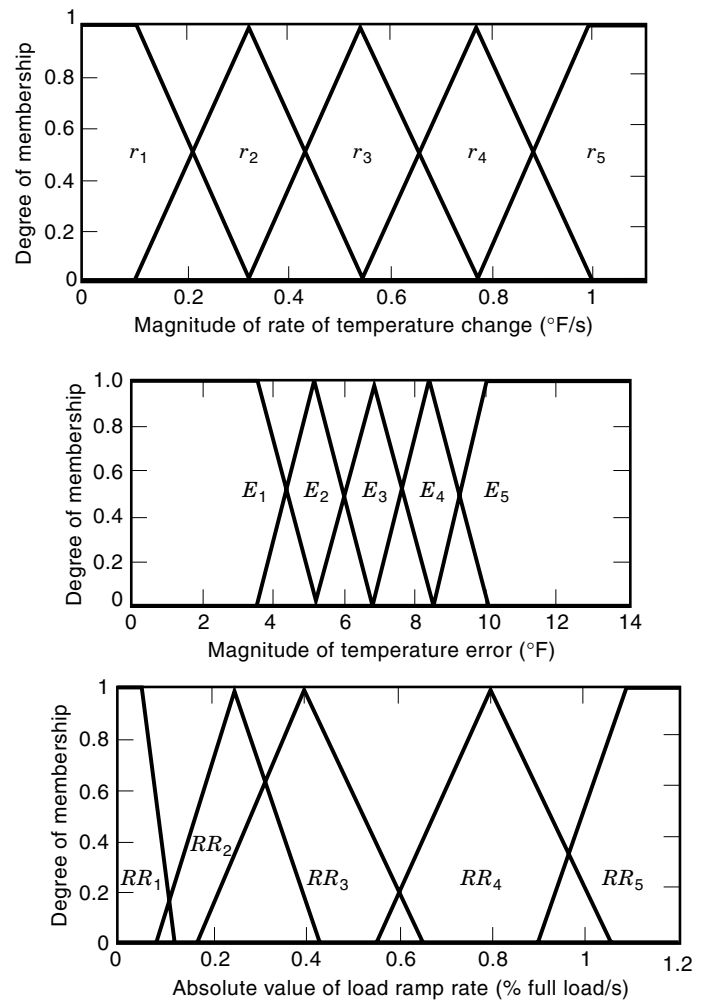 1
0.8
0.6
0.4
0.2
0
Degree of membership
r1 r2 r3 r4 r5
0 0.2 0.4 0.6 0.8 1
Magnitude of rate of temperature change (°F/s)
1.0
0.8
0.6
0.4
0.2
0
Degree of membership
E1 E2 E3 E4 E5
0 2 4 6 8 10 12 14
Magnitude of temperature error (°F)
1
0.8
0.6
0.4
0.2
0
Degree of membership
RR1 RR2 RR3 RR4 RR5
0 0.2 0.4 0.6 0.8 1 1.2
Absolute value of load ramp rate (% full load/s)